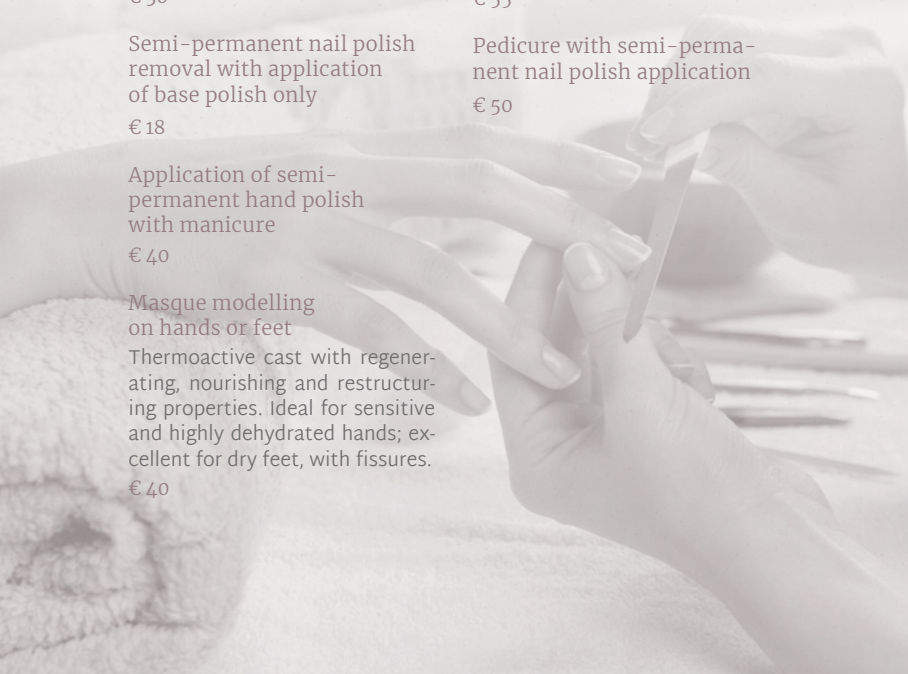 Semi-permanent nail polish
removal with application
of base polish only
€ 18
Application of semi-
permanent hand polish
with manicure
€ 40
Masque modelling
on hands or feet
Thermoactive cast with regener-
ating, nourishing and restructur-
ing properties. Ideal for sensitive
and highly dehydrated hands; ex-
cellent for dry feet, with fissures.
€ 40
Pedicure with semi-perma-
nent nail polish application
€ 50